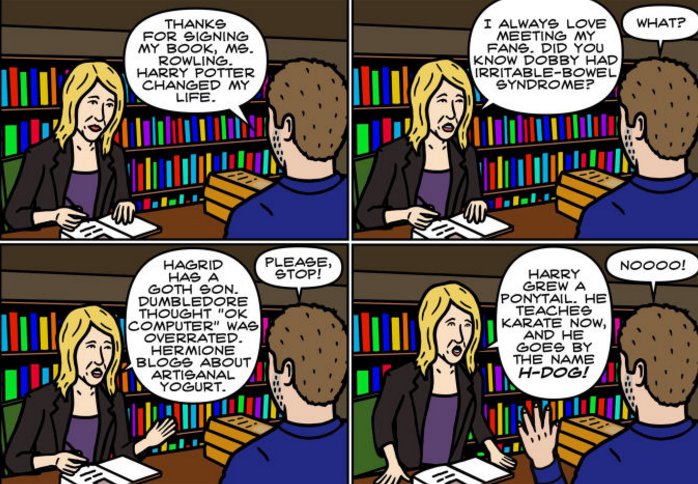 THANKS
FOR SIGNING
MY BOOK, MS.
ROWLING.
HARRY POTTER
CHANGED MY
LIFE.
I ALWAYS LOVE
MEETING MY
FANS. DID YOU
KNOW DOBBY HAD
IRRITABLE-BOWEL
SYNDROME?
WHAT?
HAGRID
HAS A
GOTH SON.
DUMBLEDORE
THOUGHT "OK
COMPUTER" WAS
OVERRATED.
HERMIONE
BLOGS ABOUT
ARTISANAL
YOGURT.
PLEASE,
STOP!
HARRY
GREW A
PONYTAIL. HE
TEACHES
KARATE NOW,
AND HE
GOES BY
THE NAME
H-DOG!
NOOOO!